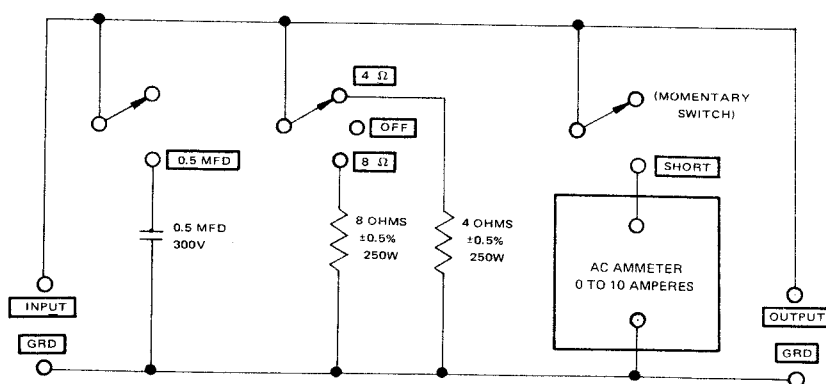 4 Ω
(MOMENTARY
SWITCH)
OFF
0.5 MFD
8 Ω
SHORT
0.5 MFD
300V
8 OHMS
±0.5%
250W
4 OHMS
±0.5%
250W
AC AMMETER
0 TO 10 AMPERES
INPUT
OUTPUT
GRD
GRD